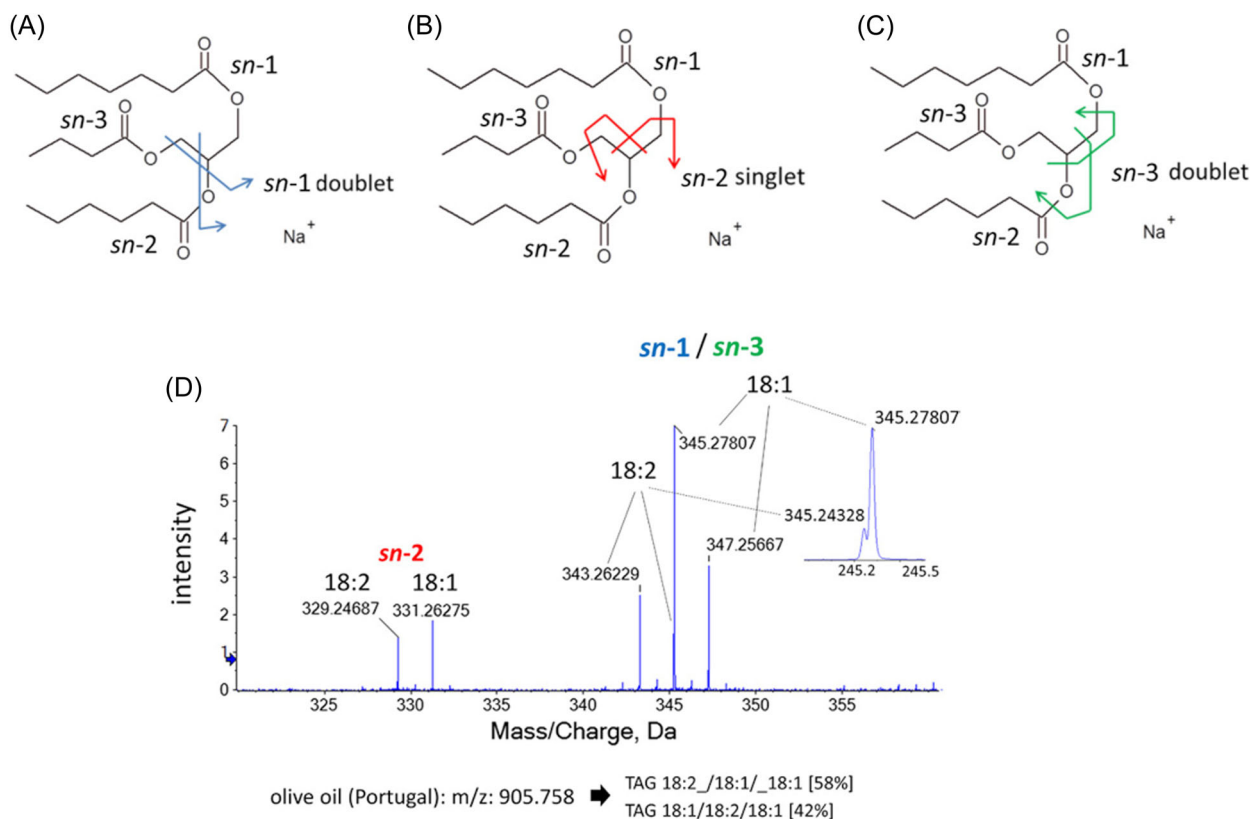 (A)
O
sn-1
O
sn-3
O
O
sn-1 doublet
O
sn-2
O
Na+
(B)
O
sn-1
O
sn-3
O
O
sn-2 singlet
O
sn-2
O
Na+
(C)
O
sn-1
O
sn-3
O
O
sn-3 doublet
O
sn-2
O
Na+
(D)
sn-1 / sn-3
18:1
345.27807
345.27807
18:2
345.24328
347.25667
343.26229
sn-2
18:2 18:1
329.24687 331.26275
245.2 245.5
intensity
7
6
5
4
3
2
1
0
325 330 335 340 345 350 355
Mass/Charge, Da
olive oil (Portugal): m/z: 905.758
TAG 18:2_/18:1/_18:1 [58%]
TAG 18:1/18:2/18:1 [42%]